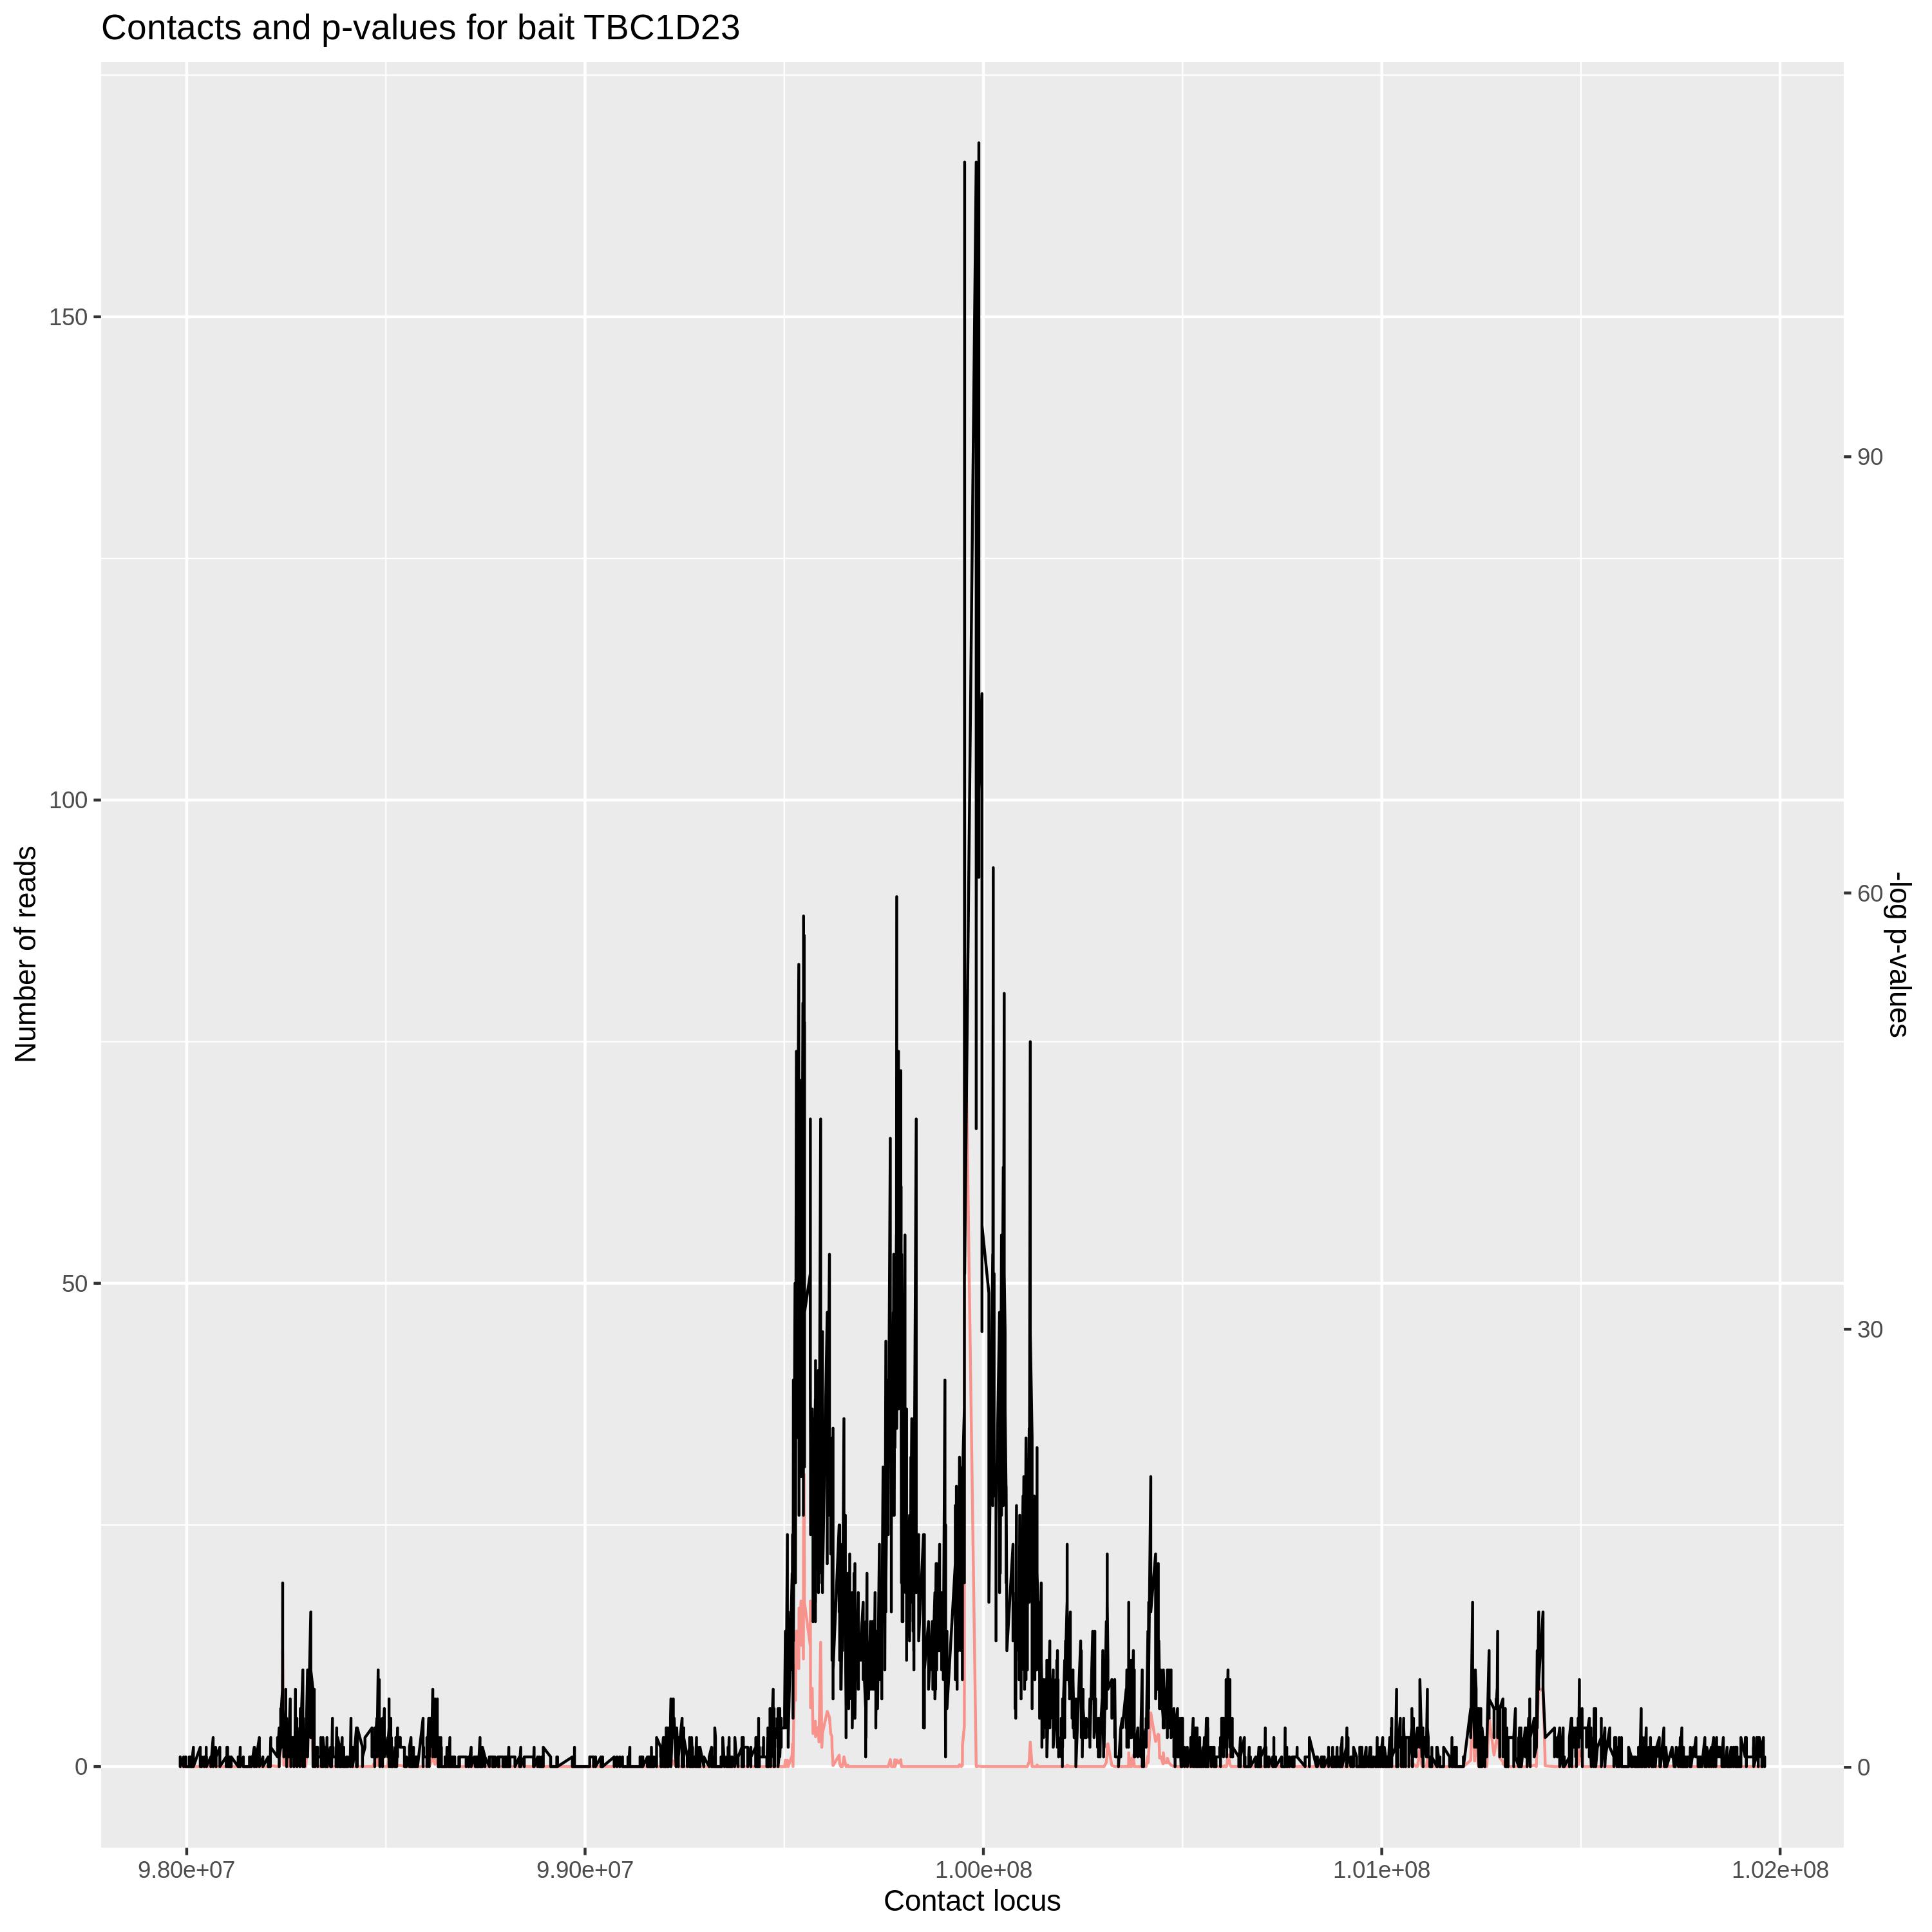 Contacts and p-values for bait TBC1D23
150
100
50
0
Number of reads
90
60
30
0
-log p-values
9.80e+07 9.90e+07 1.00e+08 1.01e+08 1.02e+08
Contact locus